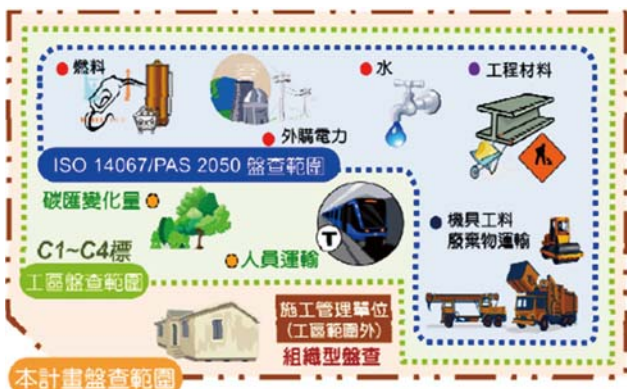 燃料
水
工程材料
外購電力
ISO 14067/PAS 2050 盤查範圍
碳匯變化量
機具工料
廢棄物運輸
C1~C4標
人員運輸
T
工區盤查範圍
施工管理單位
(工區範圍外)
組織型盤查
本計畫盤查範圍